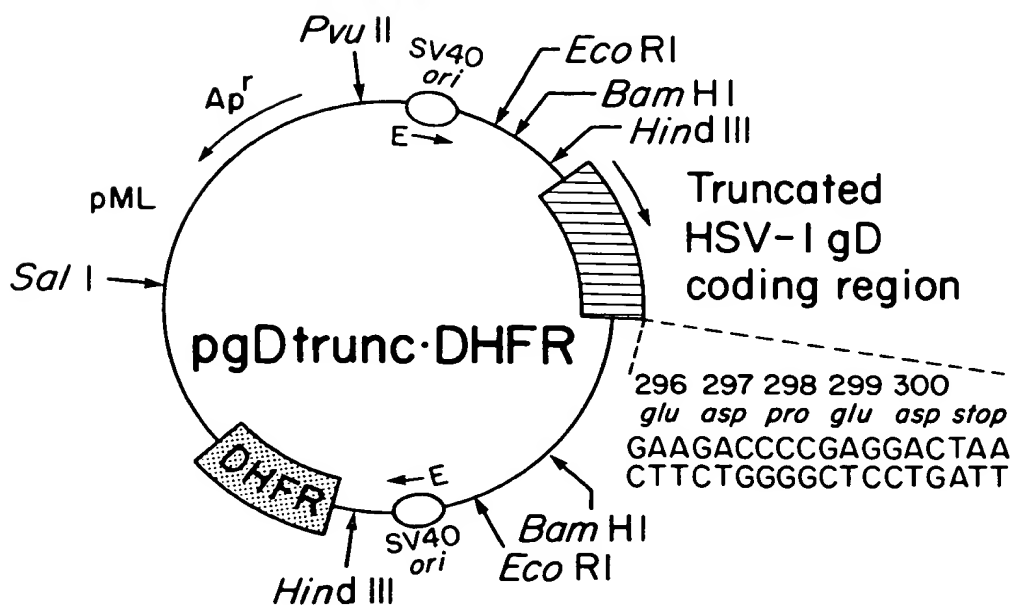 Pvu II
SV40
ori
Eco RI
Bam HI
Hind III
Ap^r
E→
pML
Sal I
Truncated
HSV-I gD
coding region
pgDtrunc·DHFR
296 297 298 299 300
glu asp pro glu asp stop
GAAGACCCCGAGGACTAA
CTTCTGGGGCTCCTGATT
DHFR
←E
SV40
ori
Hind III
Bam HI
Eco RI